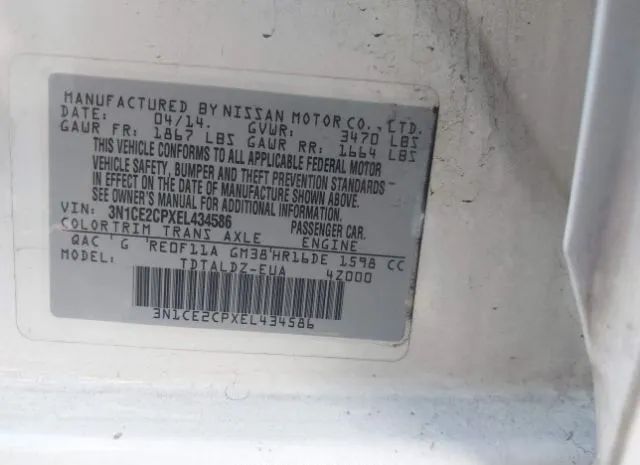 MANUFACTURED BY NISSAN MOTOR CO., LTD.
DATE: 04/14. GVWR: 3470 LBS
GAWR FR: 1867 LBS GAWR RR: 1664 LBS
THIS VEHICLE CONFORMS TO ALL APPLICABLE FEDERAL MOTOR
VEHICLE SAFETY, BUMPER AND THEFT PREVENTION STANDARDS
IN EFFECT ON THE DATE OF MANUFACTURE SHOWN ABOVE.
SEE OWNER'S MANUAL FOR ADDITIONAL INFORMATION.
VIN: 3N1CE2CPXEL434586 PASSENGER CAR.
COLOR TRIM TRANS AXLE ENGINE
QAC 'G 'RE0F11A GM38'HR16DE 1598 CC
MODEL: TDTALDZ-EUA 4Z000
3N1CE2CPXEL434586